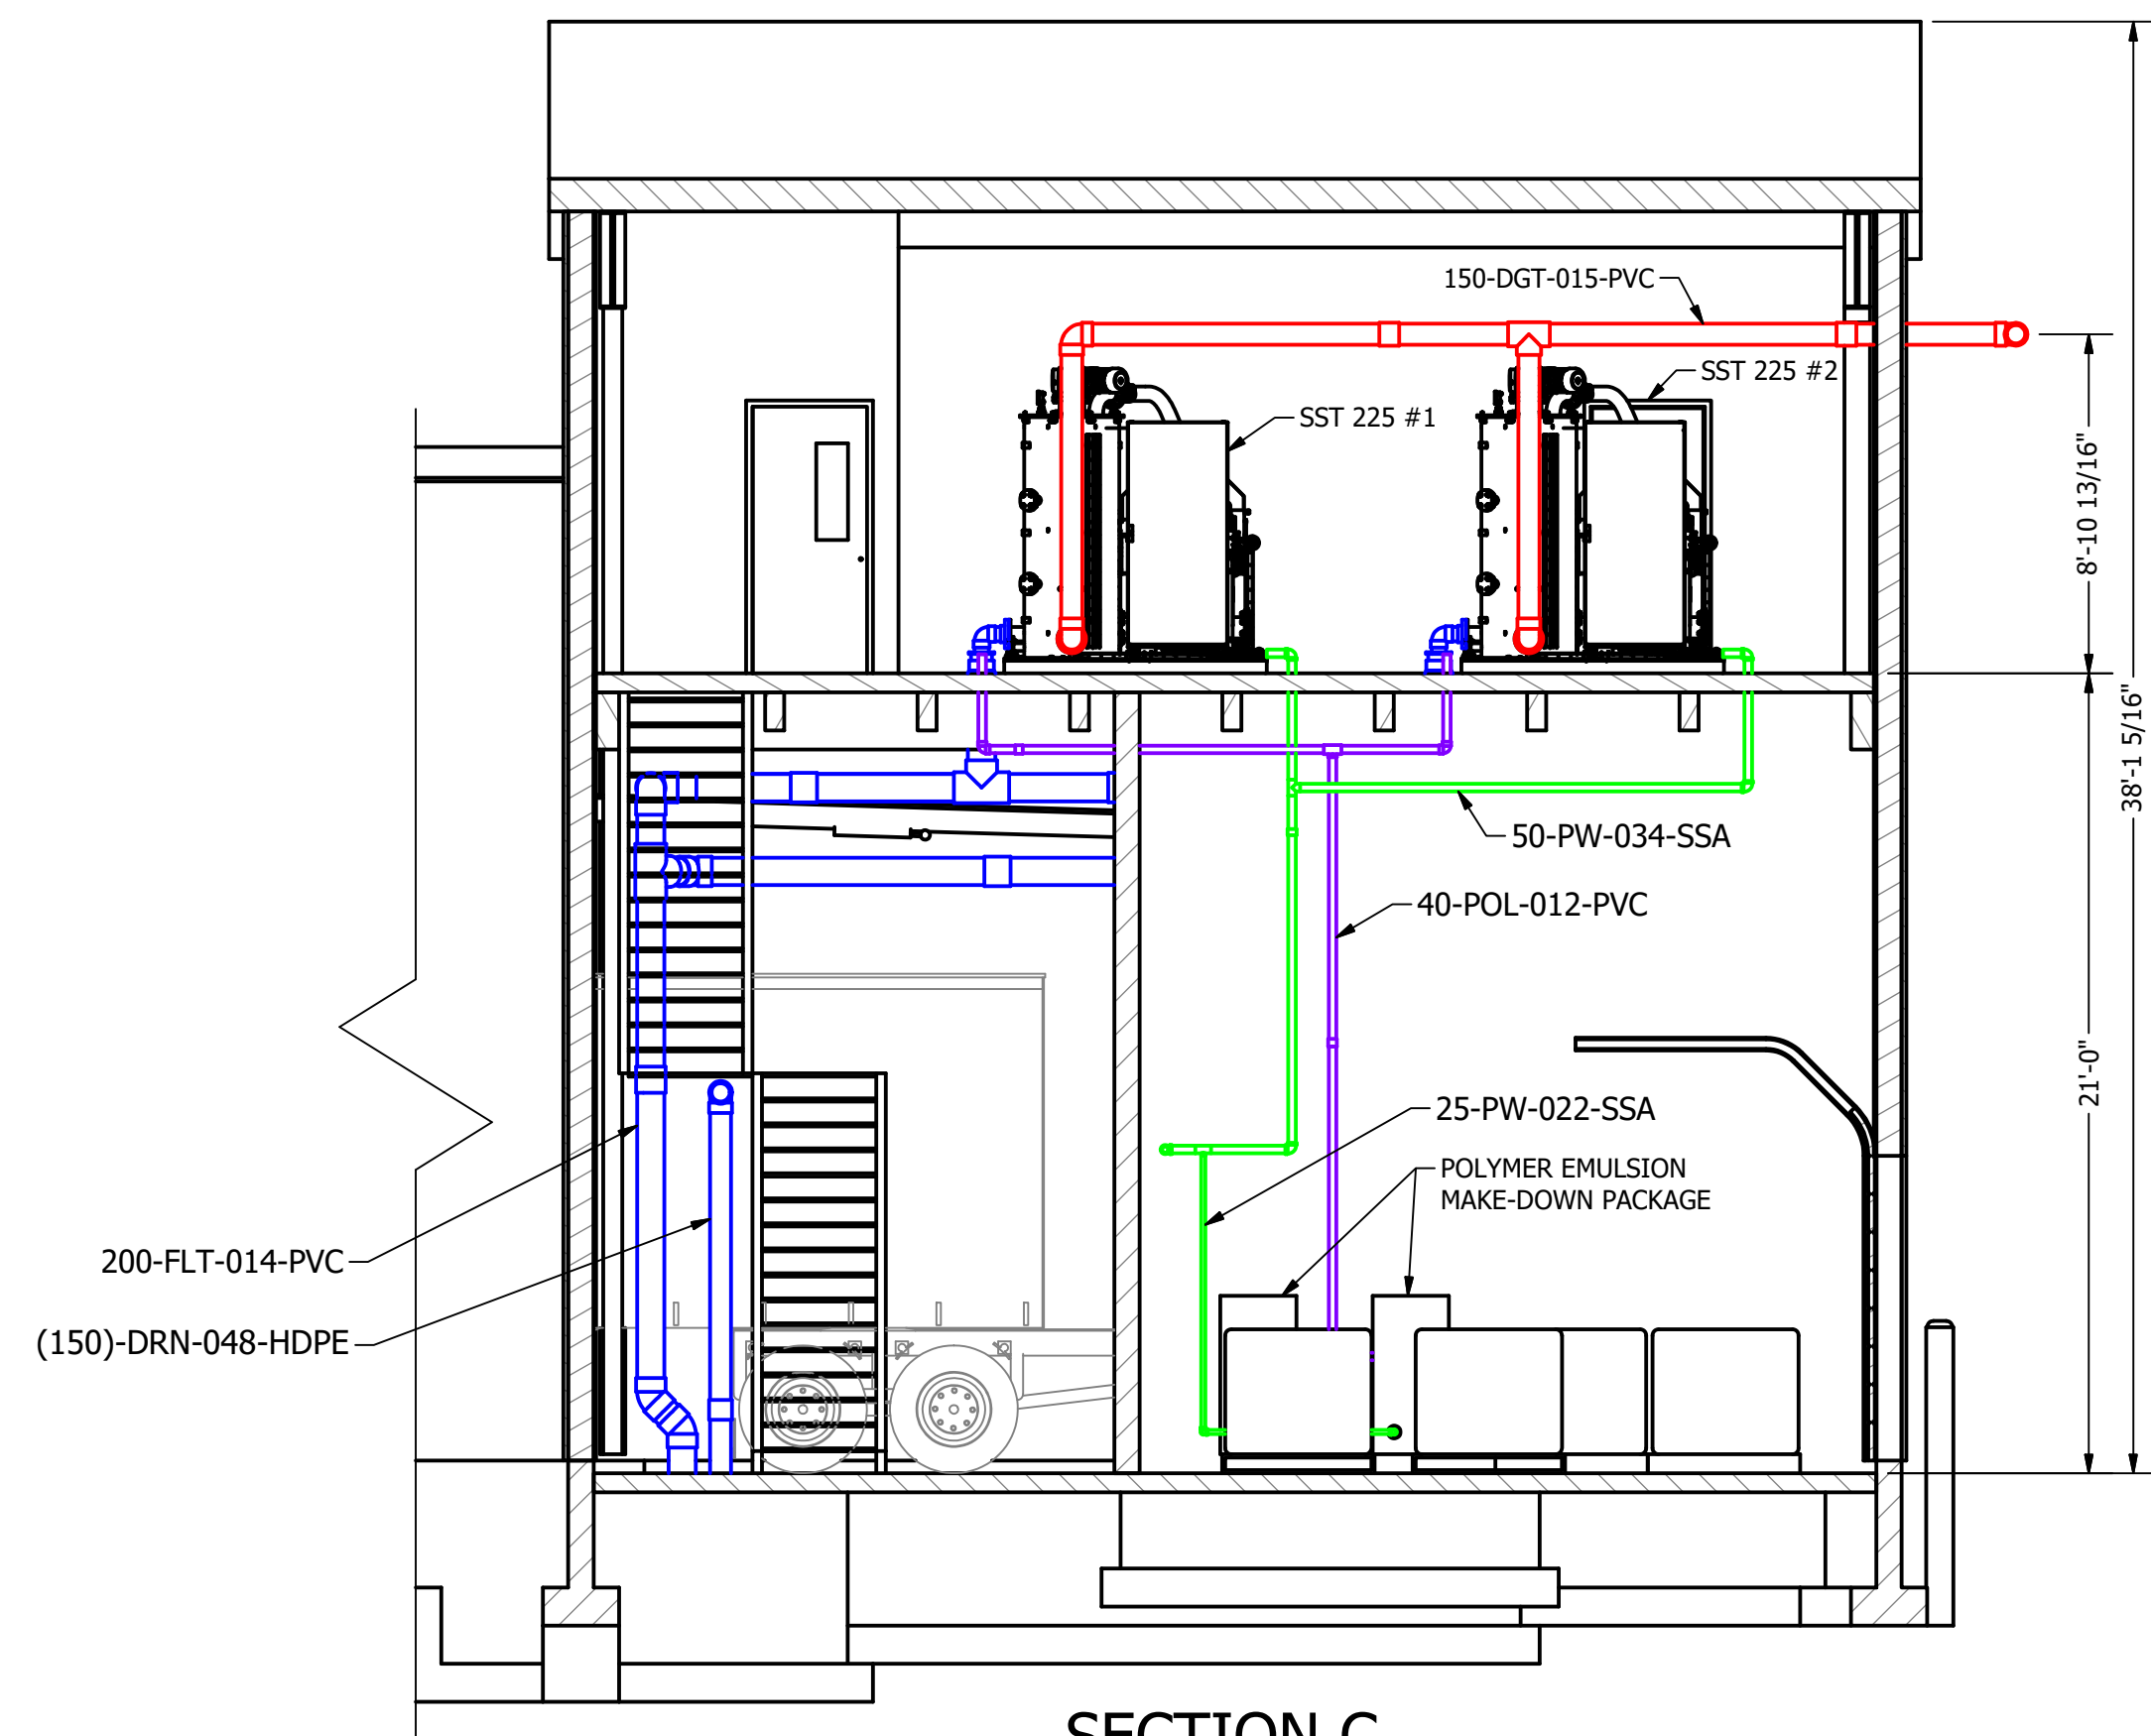 150-DGT-015-PVC
SST 225 #2
SST 225 #1
8'-10 13/16"
38'-1 5/16"
50-PW-034-SSA
40-POL-012-PVC
21'-0"
25-PW-022-SSA
POLYMER EMULSION
MAKE-DOWN PACKAGE
200-FLT-014-PVC
(150)-DRN-048-HDPE
SECTION C